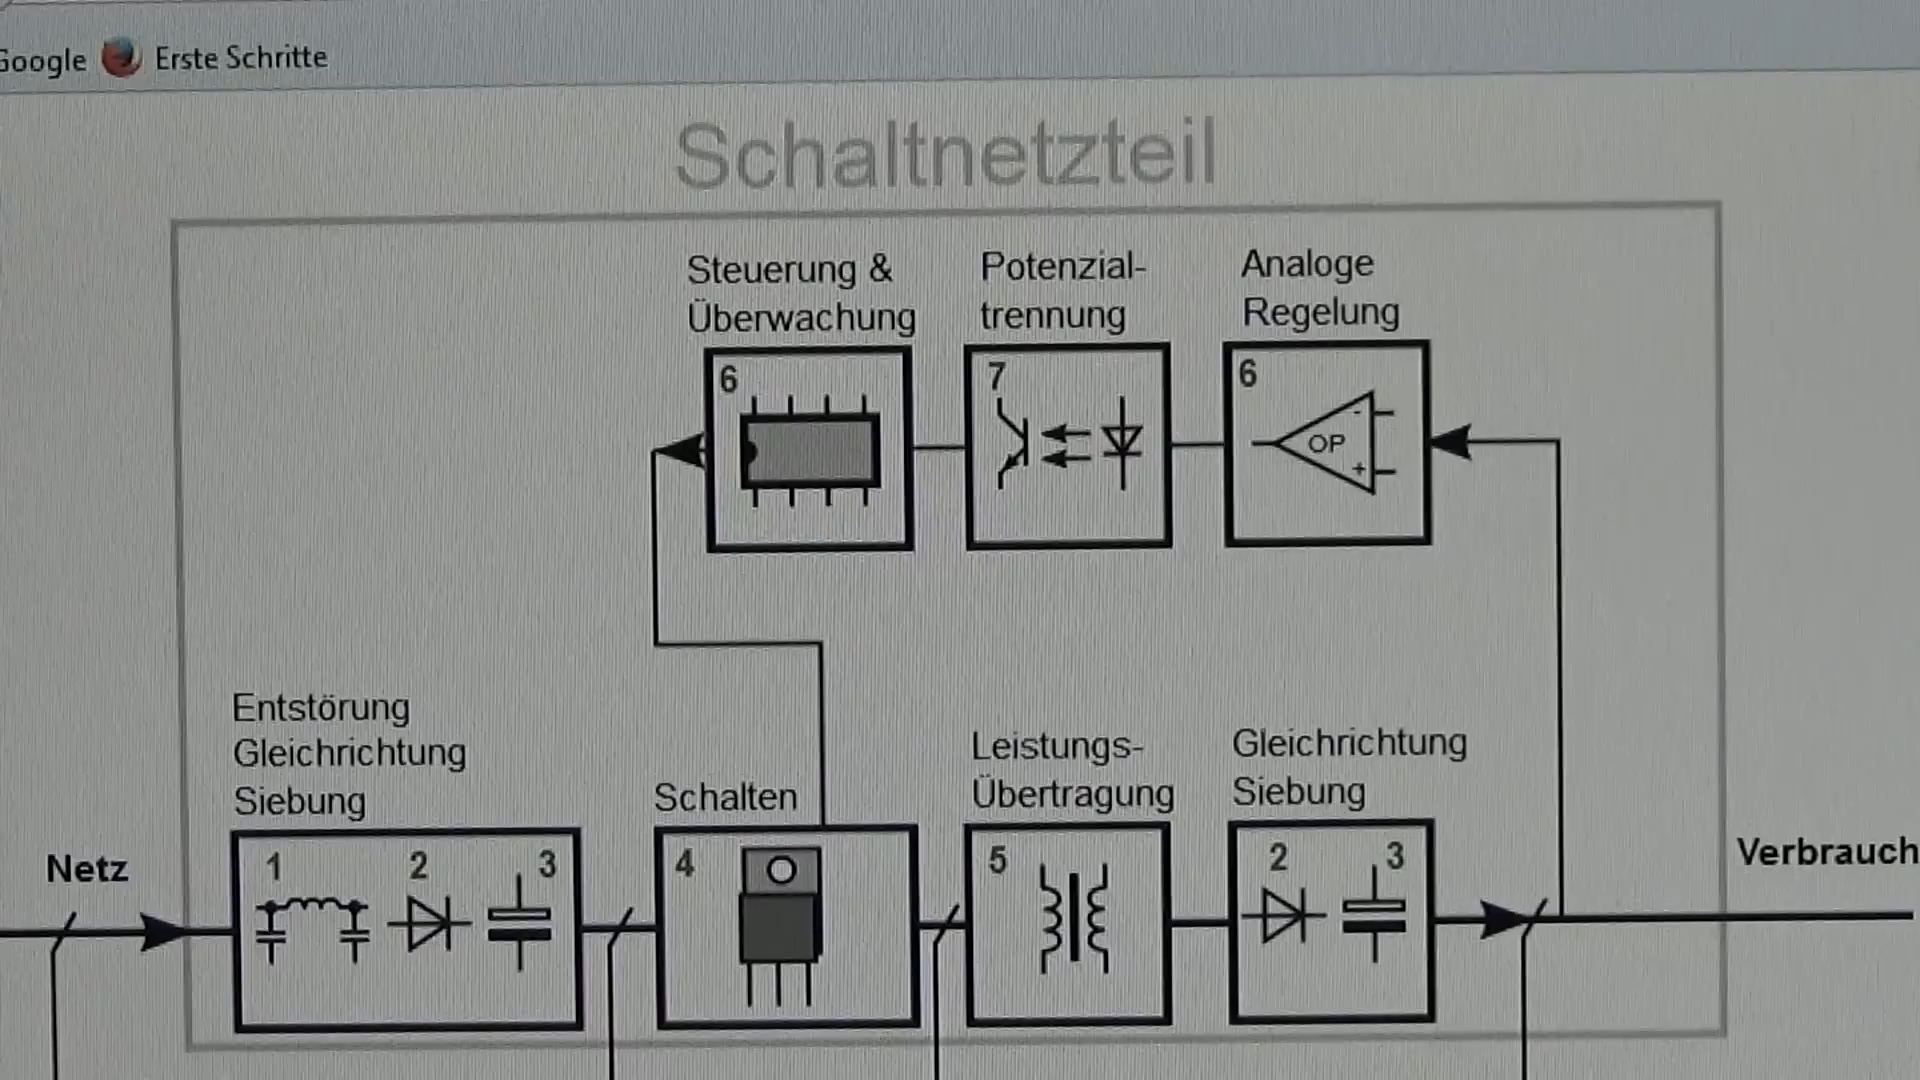 Google Erste Schritte
Schaltnetzteil
Steuerung &
Überwachung
Potenzial-
trennung
Analoge
Regelung
6
7
6
OP
-
+
Entstörung
Gleichrichtung
Siebung
Schalten
Leistungs-
Übertragung
Gleichrichtung
Siebung
Netz
1 2 3
4
5
2 3
Verbrauch